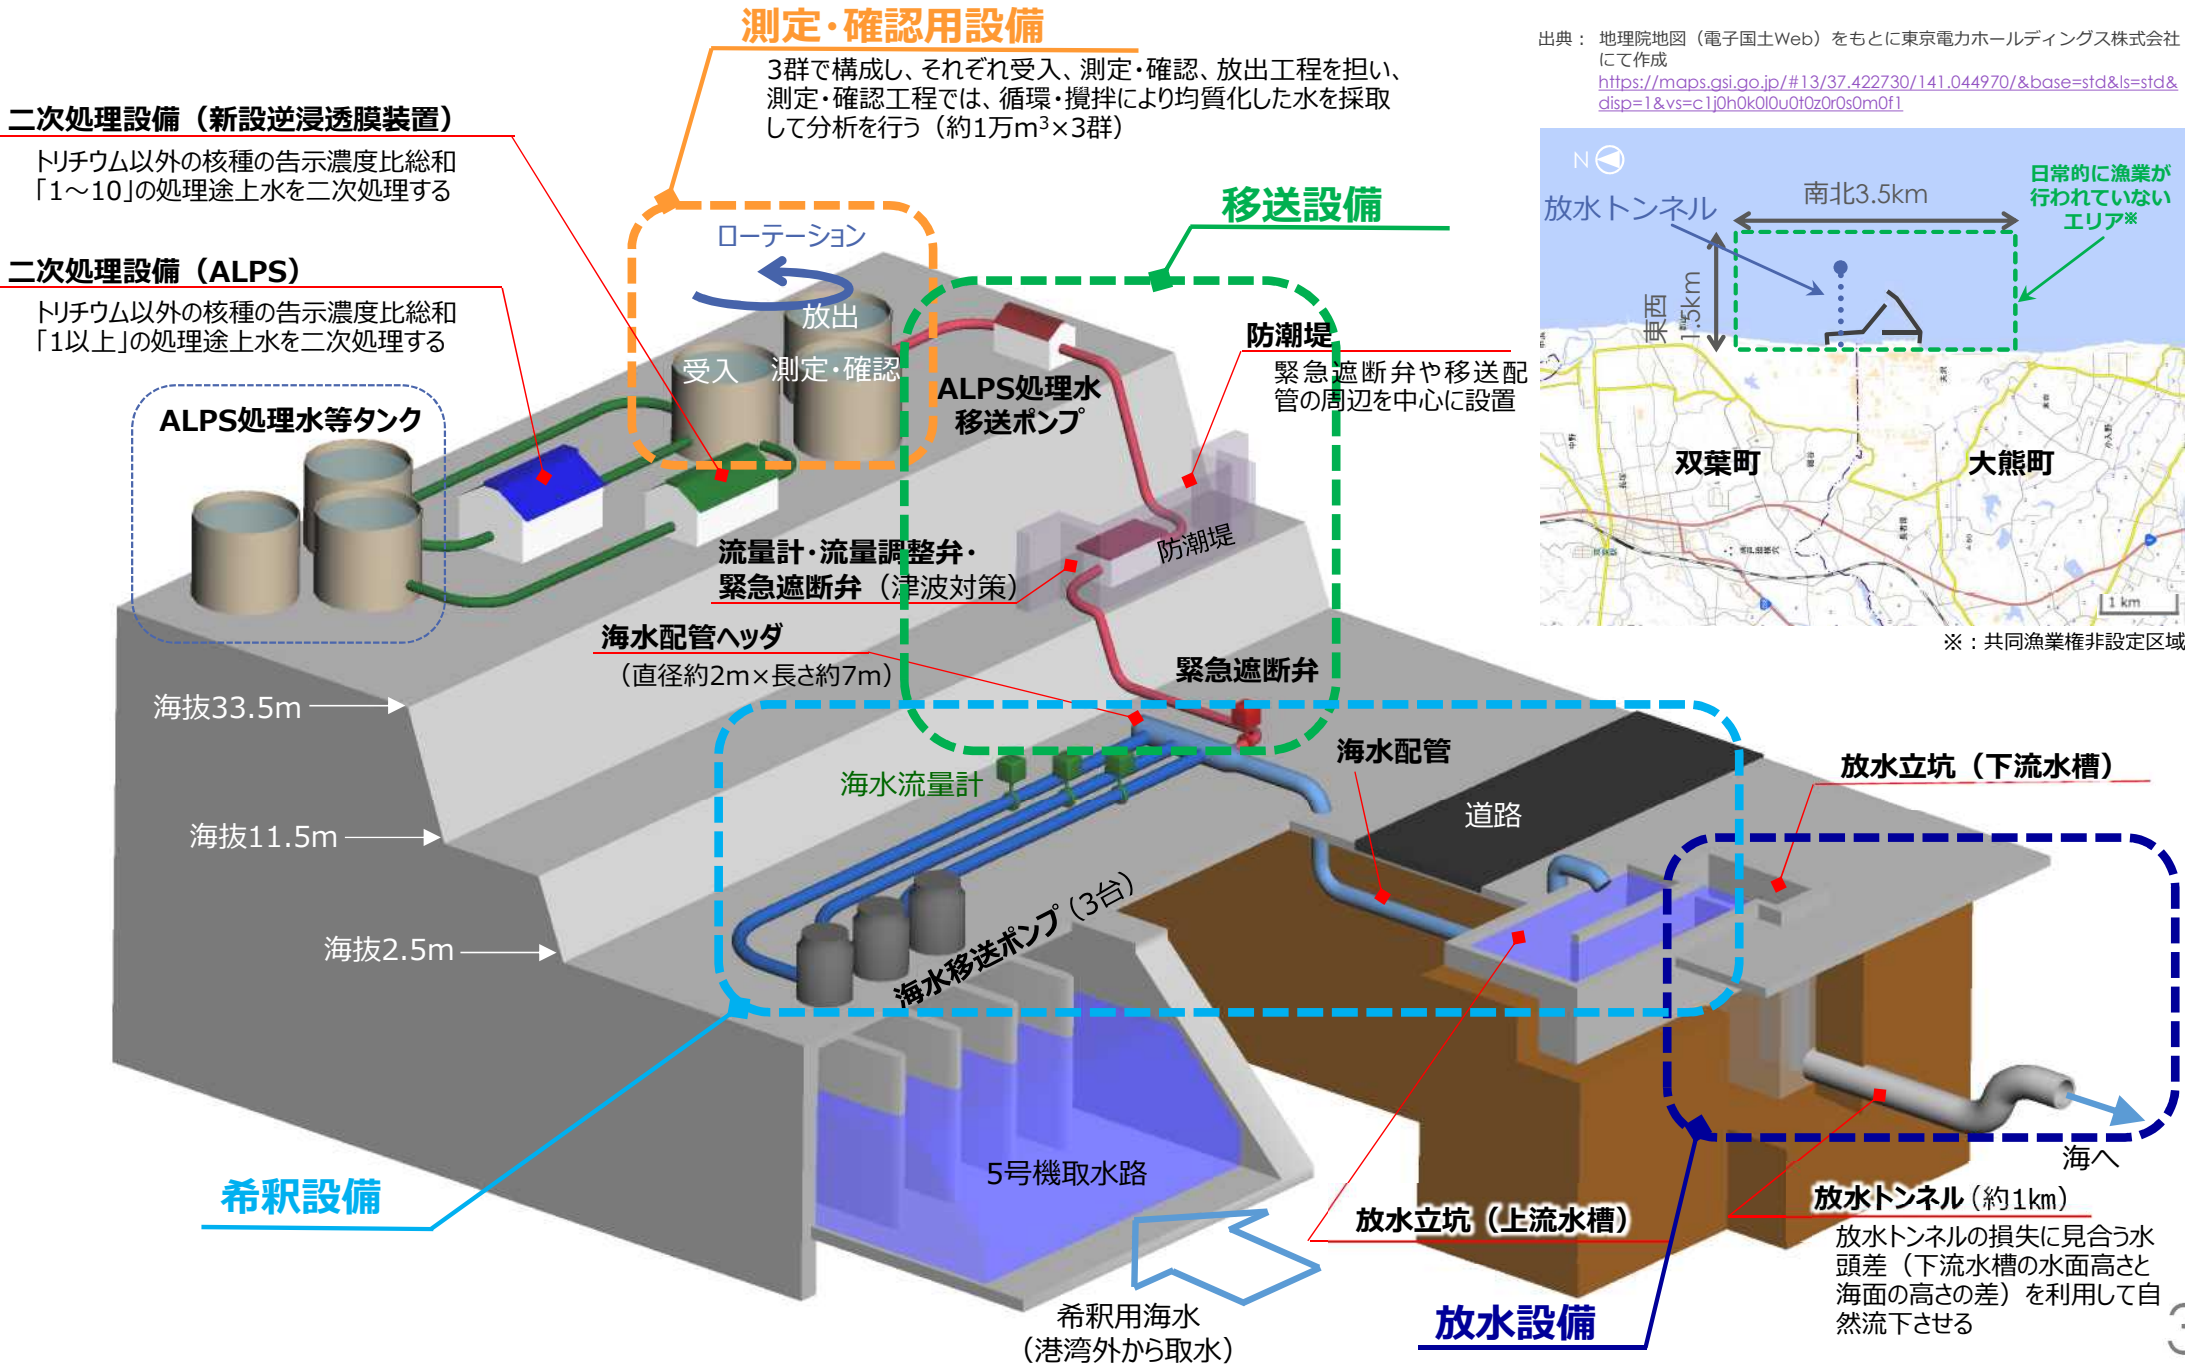 測定・確認用設備
3群で構成し、それぞれ受入、測定・確認、放出工程を担い、
測定・確認工程では、循環・攪拌により均質化した水を採取
して分析を行う（約1万m³×3群）
出典： 地理院地図（電子国土Web）をもとに東京電力ホールディングス株式会社
にて作成
https://maps.gsi.go.jp/#13/37.422730/141.044970/&base=std&ls=std&
disp=1&vs=c1j0h0k0l0u0t0z0r0s0m0f1
二次処理設備（新設逆浸透膜装置）
トリチウム以外の核種の告示濃度比総和
「1～10」の処理途上水を二次処理する
二次処理設備（ALPS）
トリチウム以外の核種の告示濃度比総和
「1以上」の処理途上水を二次処理する
ALPS処理水等タンク
ローテーション
放出
受入
測定・確認
移送設備
ALPS処理水
移送ポンプ
防潮堤
緊急遮断弁や移送配
管の周辺を中心に設置
防潮堤
流量計・流量調整弁・
緊急遮断弁（津波対策）
海水配管ヘッダ
（直径約2m×長さ約7m）
緊急遮断弁
N
放水トンネル
南北3.5km
東西
1.5km
日常的に漁業が
行われていない
エリア※
双葉町
大熊町
1 km
※：共同漁業権非設定区域
海抜33.5m
海抜11.5m
海抜2.5m
海水流量計
海水配管
道路
放水立坑（下流水槽）
海水移送ポンプ（3台）
5号機取水路
希釈設備
希釈用海水
（港湾外から取水）
放水立坑（上流水槽）
放水設備
海へ
放水トンネル（約1km）
放水トンネルの損失に見合う水
頭差（下流水槽の水面高さと
海面の高さの差）を利用して自
然流下させる
3